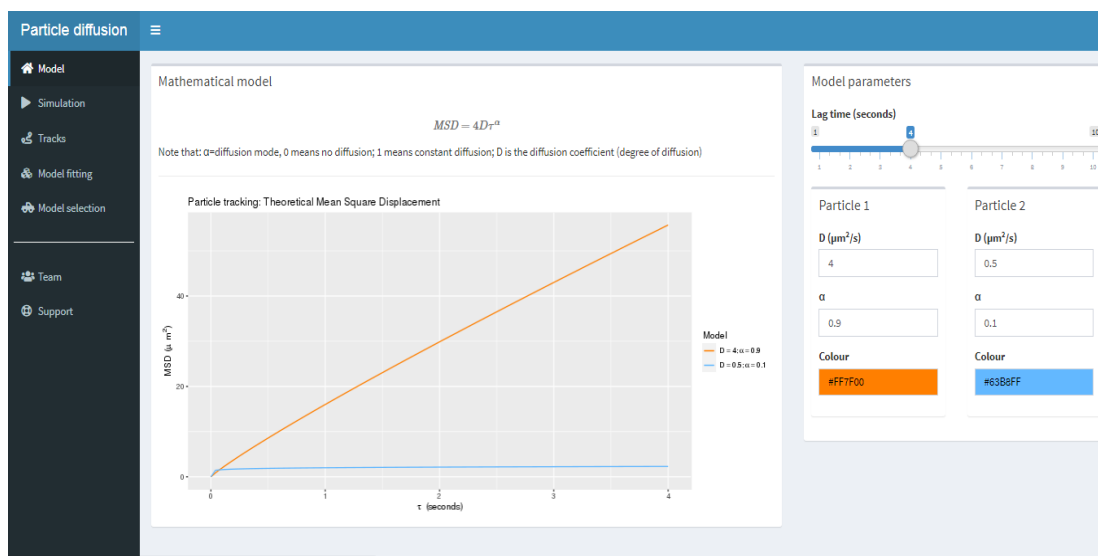 Particle diffusion
Model
Simulation
Tracks
Model fitting
Model selection
Team
Support
Mathematical model
MSD = 4Dτ^α
Note that: α=diffusion mode, 0 means no diffusion; 1 means constant diffusion; D is the diffusion coefficient (degree of diffusion)
Particle tracking: Theoretical Mean Square Displacement
MSD (μ m²)
40
20
0
0 1 2 3 4
τ (seconds)
Model
D = 4;α = 0.9
D = 0.5;α = 0.1
Model parameters
Lag time (seconds)
1 4 10
1 2 3 4 5 6 7 8 9 10
Particle 1
D (μm²/s)
4
α
0.9
Colour
#FF7F00
Particle 2
D (μm²/s)
0.5
α
0.1
Colour
#63B8FF